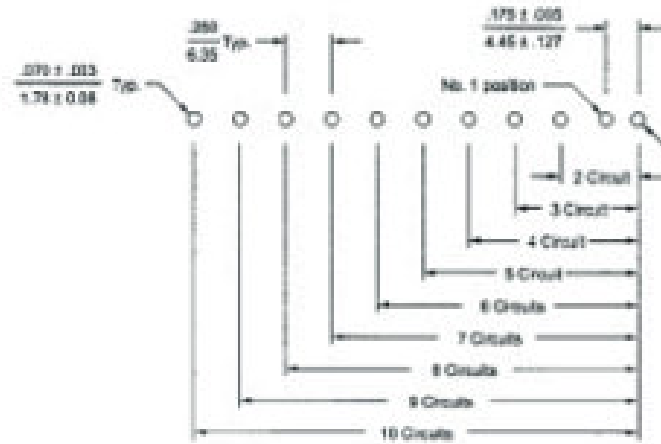 .175 ± .005
4.45 ± .127
.250
6.35 Typ.
.070 ± .003
1.78 ± 0.08 Typ.
No. 1 position
2 Circuit
3 Circuit
4 Circuit
5 Circuit
6 Circuits
7 Circuits
8 Circuits
9 Circuits
10 Circuits